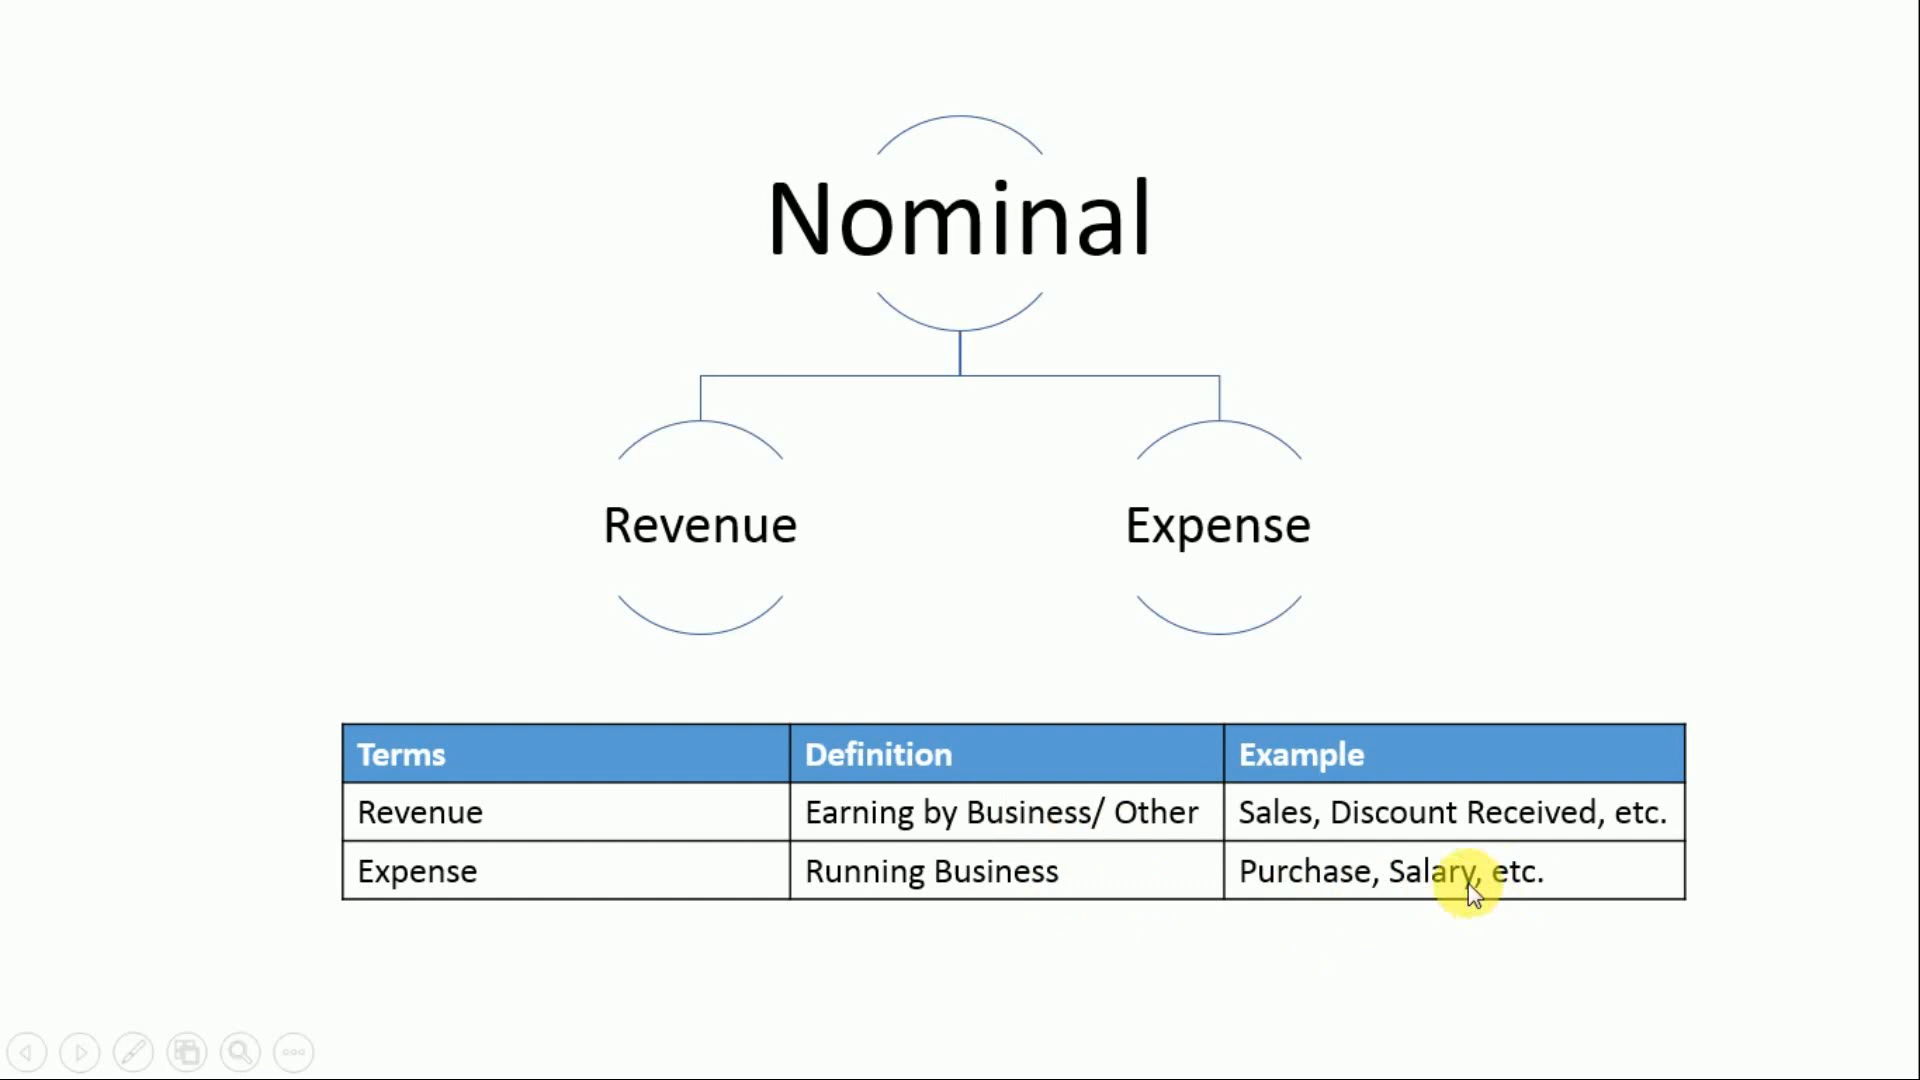 Nominal
Revenue
Expense
Terms Definition Example
Revenue Earning by Business/ Other Sales, Discount Received, etc.
Expense Running Business Purchase, Salary, etc.